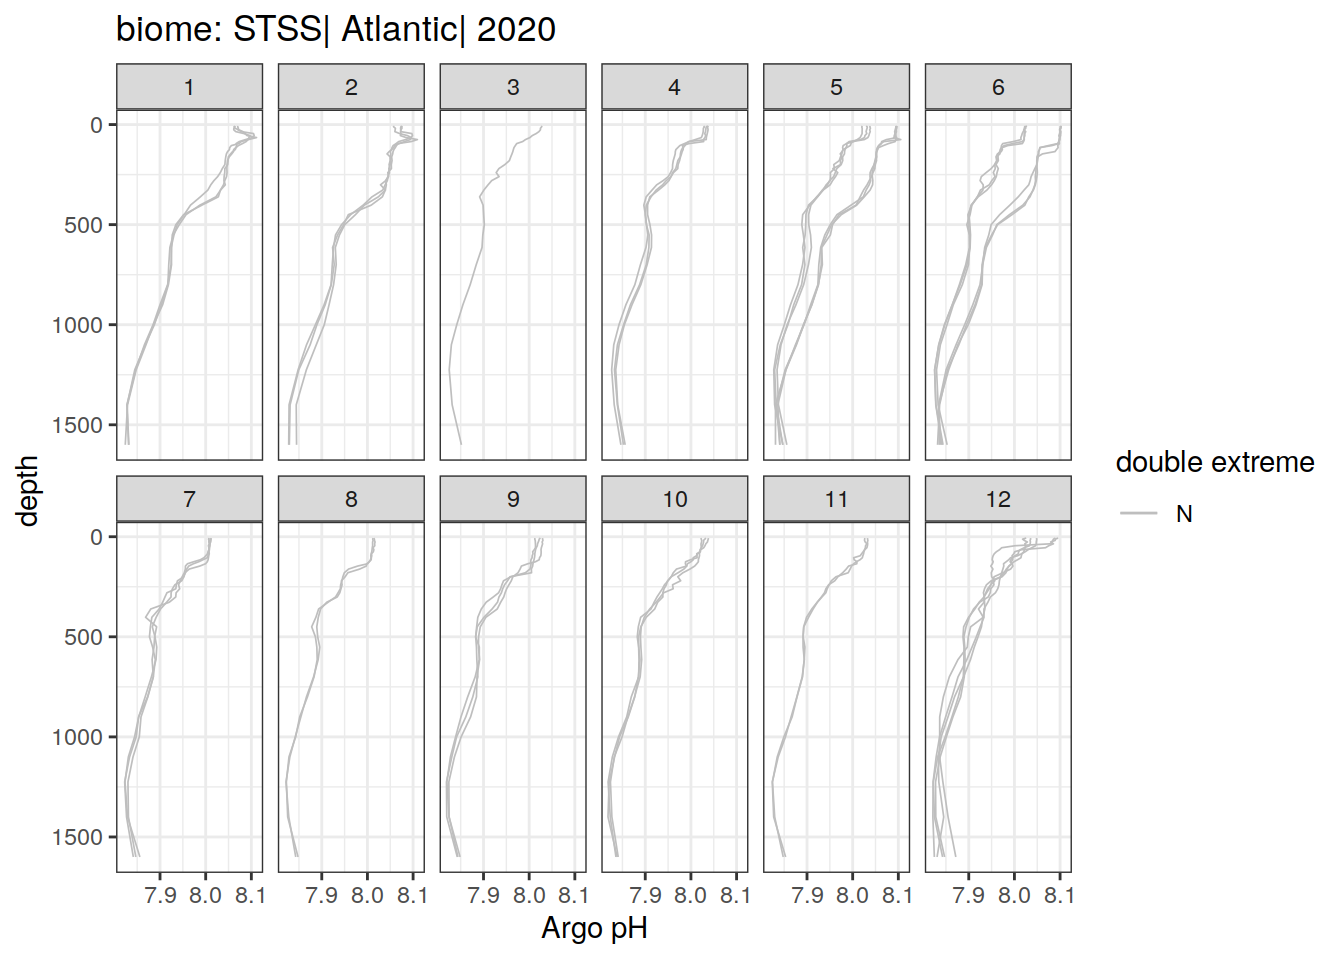 biome: STSS| Atlantic| 2020
1 2 3 4 5 6
0
500
1000
1500
7 8 9 10 11 12
0
500
1000
1500
7.9 8.0 8.1 7.9 8.0 8.1 7.9 8.0 8.1 7.9 8.0 8.1 7.9 8.0 8.1 7.9 8.0 8.1
Argo pH
depth
double extreme
N